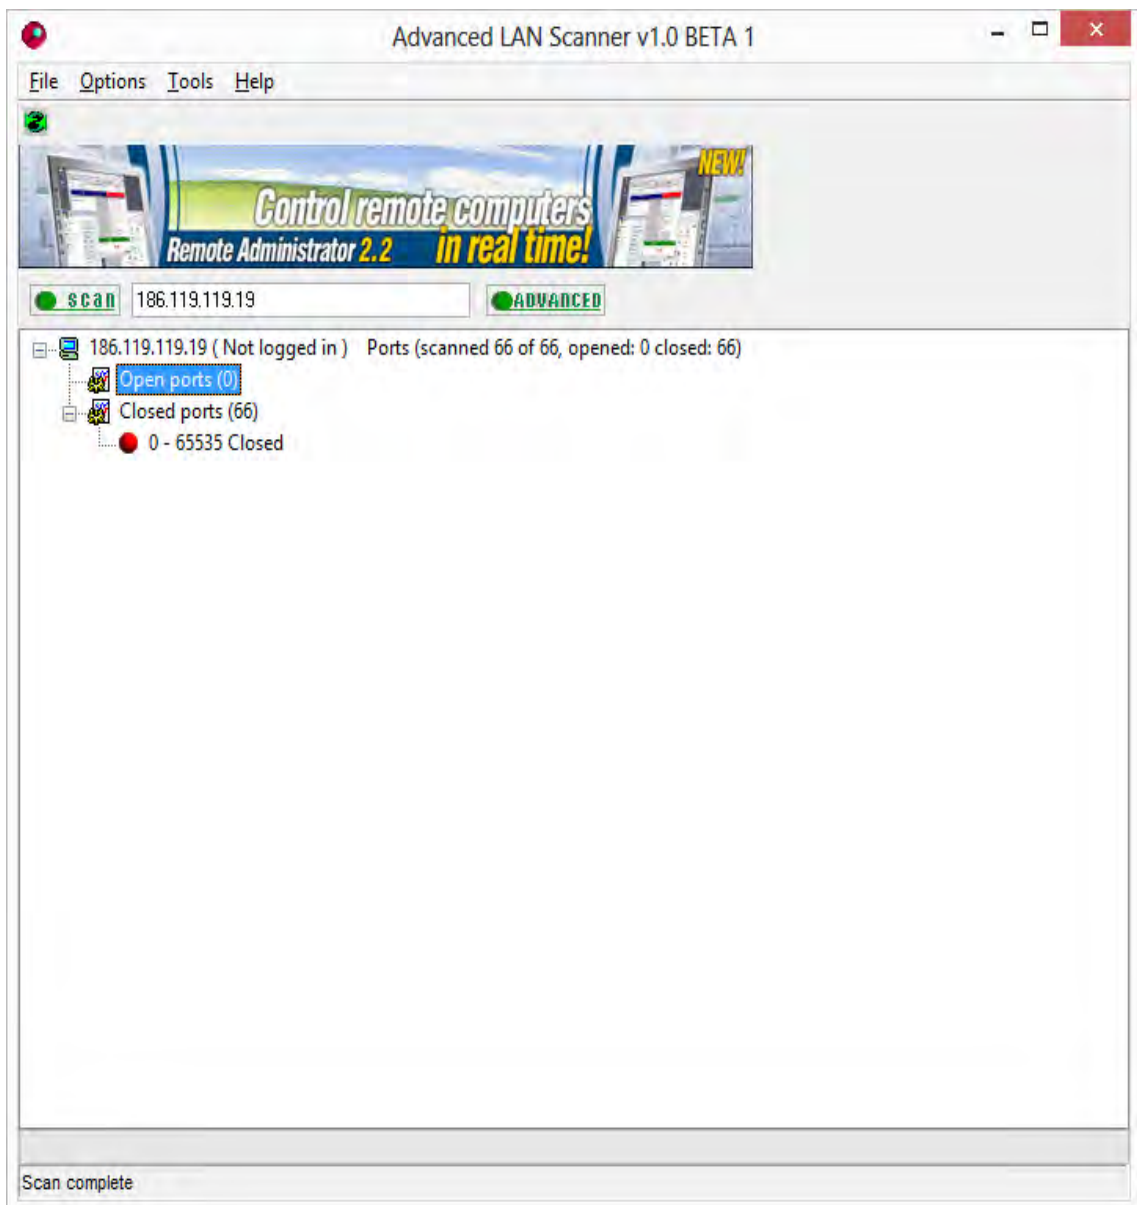 Advanced LAN Scanner v1.0 BETA 1
File Options Tools Help
NEW!
Control remote computers
Remote Administrator 2.2 in real time!
scan 186.119.119.19 ADVANCED
186.119.119.19 ( Not logged in ) Ports (scanned 66 of 66, opened: 0 closed: 66)
Open ports (0)
Closed ports (66)
0 - 65535 Closed
Scan complete